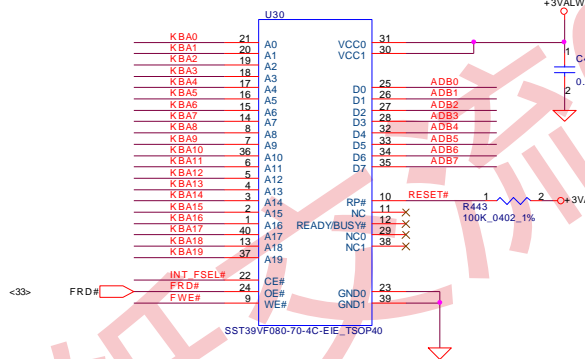 U30
+3VALW
KBA0 21 A0 VCC0 31
KBA1 20 A1 VCC1 30
KBA2 19 A2
KBA3 18 A3
KBA4 17 A4 D0 25 ADB0
KBA5 16 A5 D1 26 ADB1
KBA6 15 A6 D2 27 ADB2
KBA7 14 A7 D3 28 ADB3
KBA8 8 A8 D4 32 ADB4
KBA9 7 A9 D5 33 ADB5
KBA10 36 A10 D6 34 ADB6
KBA11 6 A11 D7 35 ADB7
KBA12 5 A12
KBA13 4 A13
KBA14 3 A14 RP# 10 RESET# 1 2 +3VA
KBA15 2 A15 NC 11 R443
KBA16 1 A16 READY/BUSY# 12 100K_0402_1%
KBA17 40 A17 NC0 29
KBA18 13 A18 NC1 38
KBA19 37 A19
INT_FSEL# 22 CE#
<33> FRD# FRD# 24 OE# GND0 23
FWE# 9 WE# GND1 39
SST39VF080-70-4C-EIE_TSOP40
1
2
0.